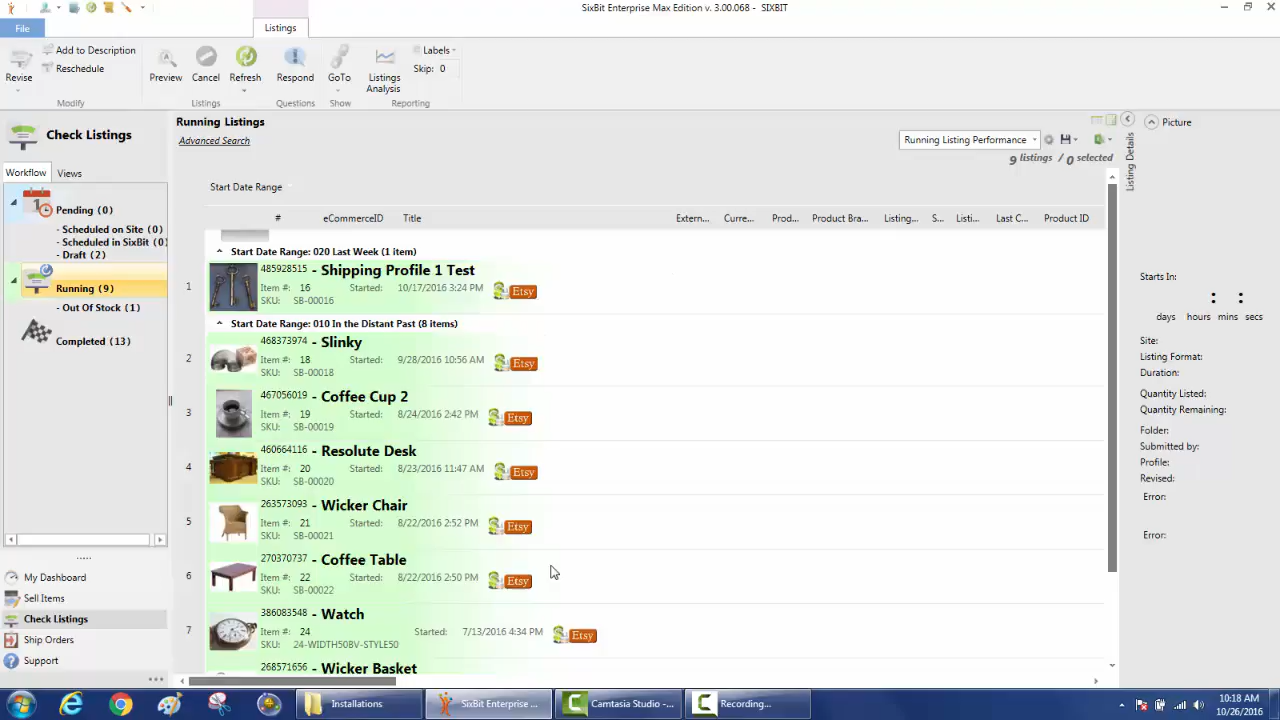 SixBit Enterprise Max Edition v. 3.00.068 - SIXBIT
File
Listings
Revise
Add to Description
Reschedule
Preview
Cancel
Refresh
Respond
GoTo
Listings Analysis
Labels
Skip: 0
Modify
Listings
Questions
Show
Reporting
Check Listings
Workflow
Views
Pending (0)
- Scheduled on Site (0)
- Scheduled in SixBit (0)
- Draft (2)
Running (9)
- Out Of Stock (1)
Completed (13)
My Dashboard
Sell Items
Check Listings
Ship Orders
Support
Running Listings
Advanced Search
Running Listing Performance
9 listings / 0 selected
Start Date Range
# eCommerceID Title Extern... Curre... Prod... Product Bra... Listing... S... Listi... Last C... Product ID
Start Date Range: 020 Last Week (1 item)
1
485928515 - Shipping Profile 1 Test
Item #: 16 Started: 10/17/2016 3:24 PM Etsy
SKU: SB-00016
Start Date Range: 010 In the Distant Past (8 items)
2
468373974 - Slinky
Item #: 18 Started: 9/28/2016 10:56 AM Etsy
SKU: SB-00018
3
467056019 - Coffee Cup 2
Item #: 19 Started: 8/24/2016 2:42 PM Etsy
SKU: SB-00019
4
460664116 - Resolute Desk
Item #: 20 Started: 8/23/2016 11:47 AM Etsy
SKU: SB-00020
5
263573093 - Wicker Chair
Item #: 21 Started: 8/22/2016 2:52 PM Etsy
SKU: SB-00021
6
270370737 - Coffee Table
Item #: 22 Started: 8/22/2016 2:50 PM Etsy
SKU: SB-00022
7
386083548 - Watch
Item #: 24 Started: 7/13/2016 4:34 PM Etsy
SKU: 24-WIDTH50BV-STYLE50
268571656 - Wicker Basket
Listing Details
Picture
Starts In:
: :
days hours mins secs
Site:
Listing Format:
Duration:
Quantity Listed:
Quantity Remaining:
Folder:
Submitted by:
Profile:
Revised:
Error:
Error:
Installations
SixBit Enterprise ...
Camtasia Studio -...
Recording...
10:18 AM
10/26/2016